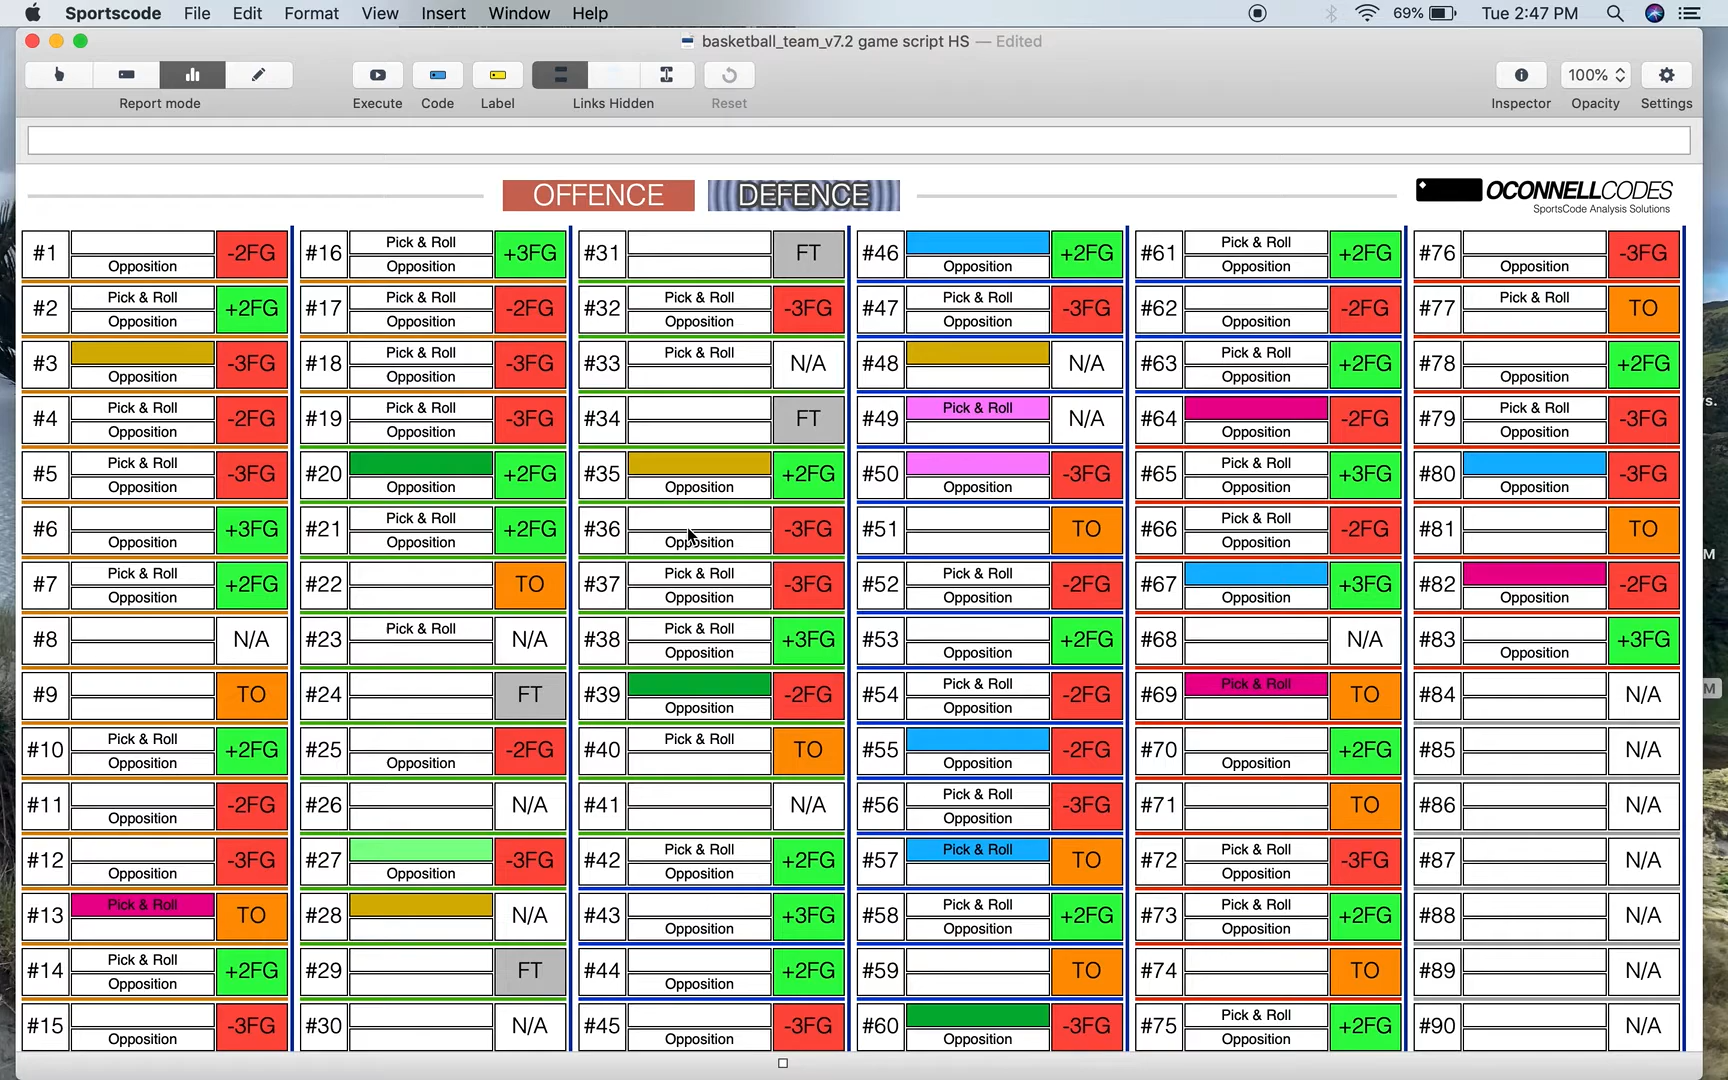 Sportscode File Edit Format View Insert Window Help 69% Tue 2:47 PM
basketball_team_v7.2 game script HS — Edited
100%
Report mode Execute Code Label Links Hidden Reset Inspector Opacity Settings
OFFENCE DEFENCE OCONNELLCODES
SportsCode Analysis Solutions
#1 Opposition -2FG
#2 Pick & Roll Opposition +2FG
#3 Opposition -3FG
#4 Pick & Roll Opposition -2FG
#5 Pick & Roll Opposition -3FG
#6 Opposition +3FG
#7 Pick & Roll Opposition +2FG
#8 N/A
#9 TO
#10 Pick & Roll Opposition +2FG
#11 Opposition -2FG
#12 Opposition -3FG
#13 Pick & Roll TO
#14 Pick & Roll Opposition +2FG
#15 Opposition -3FG
#16 Pick & Roll Opposition +3FG
#17 Pick & Roll Opposition -2FG
#18 Pick & Roll Opposition -3FG
#19 Pick & Roll Opposition -3FG
#20 Opposition +2FG
#21 Pick & Roll Opposition +2FG
#22 TO
#23 Pick & Roll N/A
#24 FT
#25 Opposition -2FG
#26 N/A
#27 Opposition -3FG
#28 N/A
#29 FT
#30 N/A
#31 FT
#32 Pick & Roll Opposition -3FG
#33 Pick & Roll N/A
#34 FT
#35 Opposition +2FG
#36 Opposition -3FG
#37 Pick & Roll Opposition -3FG
#38 Pick & Roll Opposition +3FG
#39 Opposition -2FG
#40 Pick & Roll TO
#41 N/A
#42 Pick & Roll Opposition +2FG
#43 Opposition +3FG
#44 Opposition +2FG
#45 Opposition -3FG
#46 Opposition +2FG
#47 Pick & Roll Opposition -3FG
#48 N/A
#49 Pick & Roll N/A
#50 Opposition -3FG
#51 TO
#52 Pick & Roll Opposition -2FG
#53 Opposition +2FG
#54 Pick & Roll Opposition -2FG
#55 Opposition -2FG
#56 Pick & Roll Opposition -3FG
#57 Pick & Roll TO
#58 Pick & Roll Opposition +2FG
#59 TO
#60 Opposition -3FG
#61 Pick & Roll Opposition +2FG
#62 Opposition -2FG
#63 Pick & Roll Opposition +2FG
#64 Opposition -2FG
#65 Pick & Roll Opposition +3FG
#66 Pick & Roll Opposition -2FG
#67 Opposition +3FG
#68 N/A
#69 Pick & Roll TO
#70 Opposition +2FG
#71 TO
#72 Pick & Roll Opposition -3FG
#73 Pick & Roll Opposition +2FG
#74 TO
#75 Pick & Roll Opposition +2FG
#76 Opposition -3FG
#77 Pick & Roll TO
#78 Opposition +2FG
#79 Pick & Roll Opposition -3FG
#80 Opposition -3FG
#81 TO
#82 Opposition -2FG
#83 Opposition +3FG
#84 N/A
#85 N/A
#86 N/A
#87 N/A
#88 N/A
#89 N/A
#90 N/A
s.
M
M